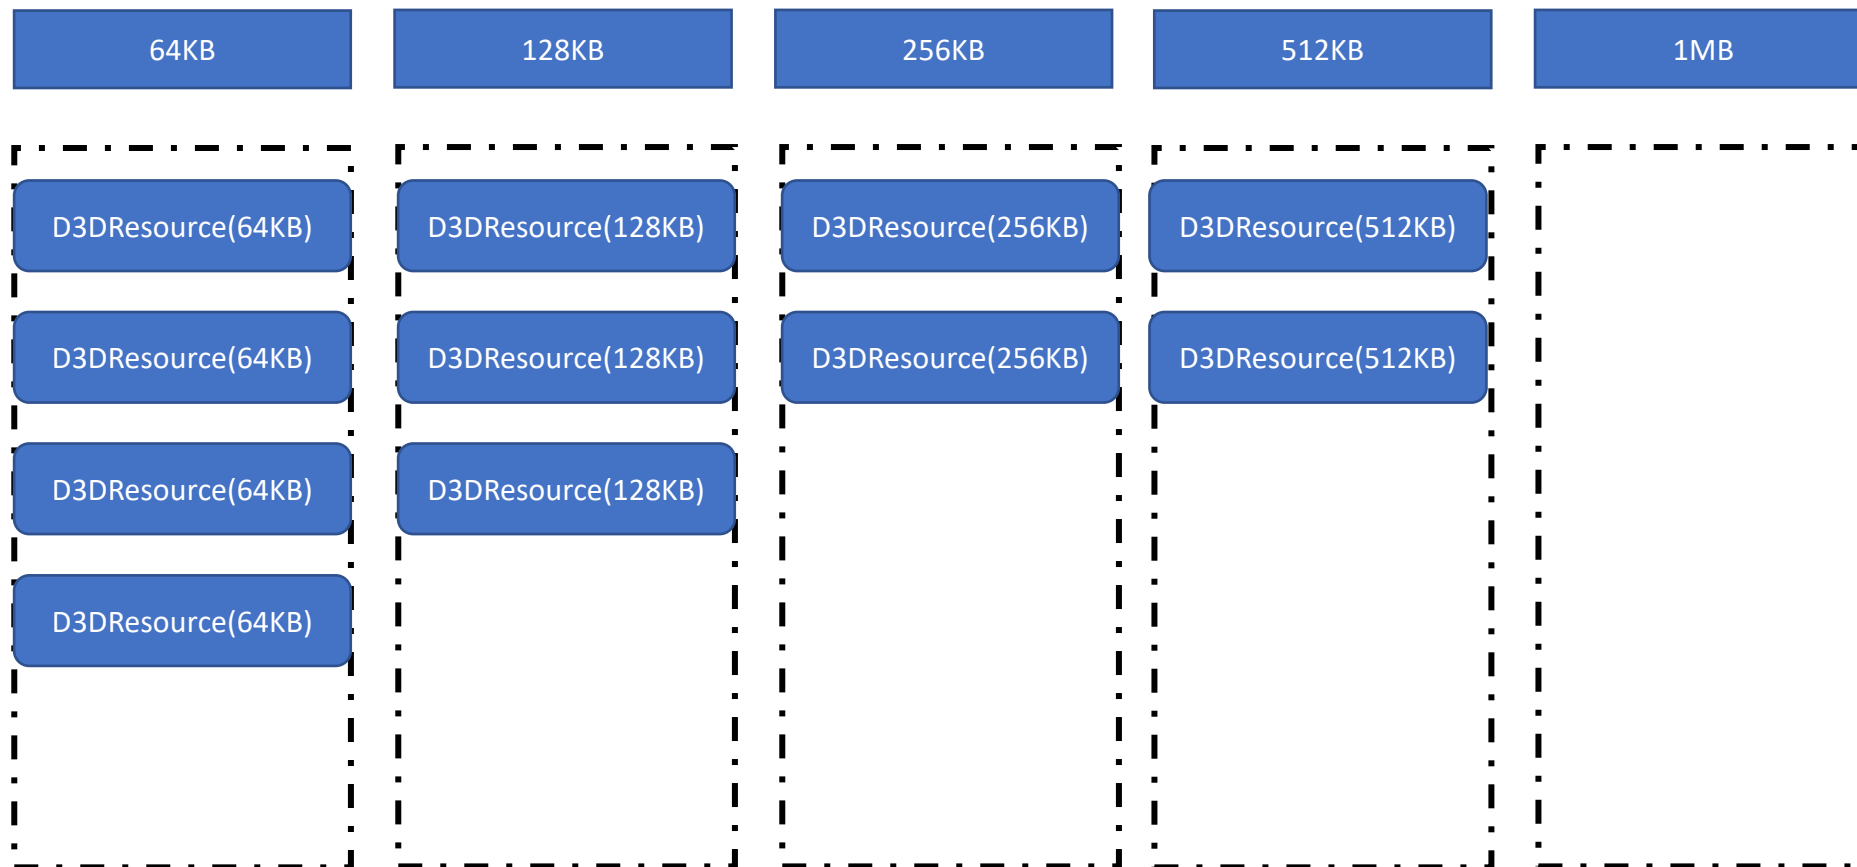 64KB
128KB
256KB
512KB
1MB
D3DResource(64KB)
D3DResource(128KB)
D3DResource(256KB)
D3DResource(512KB)
D3DResource(64KB)
D3DResource(128KB)
D3DResource(256KB)
D3DResource(512KB)
D3DResource(64KB)
D3DResource(128KB)
D3DResource(64KB)